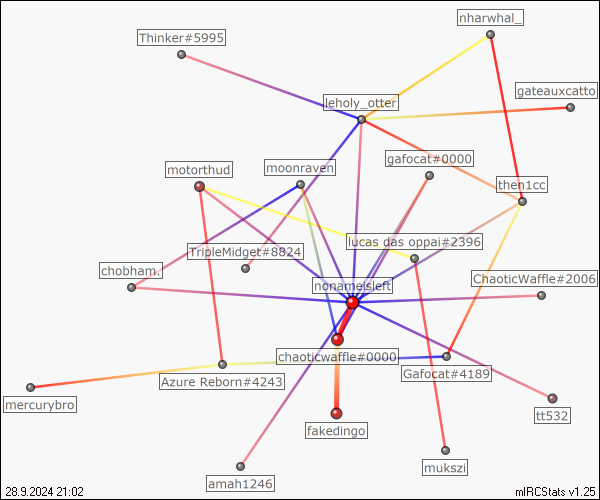 nharwhal_
Thinker#5995
gateauxcatto
leholy_otter
gafocat#0000
moonraven
motorthud
then1cc
lucas das oppai#2396
TripleMidget#8824
chobham.
ChaoticWaffle#2006
nonameisleft
chaoticwaffle#0000
Gafocat#4189
Azure Reborn#4243
mercurybro
tt532
fakedingo
mukszi
amah1246
28.9.2024 21:02
mIRCStats v1.25